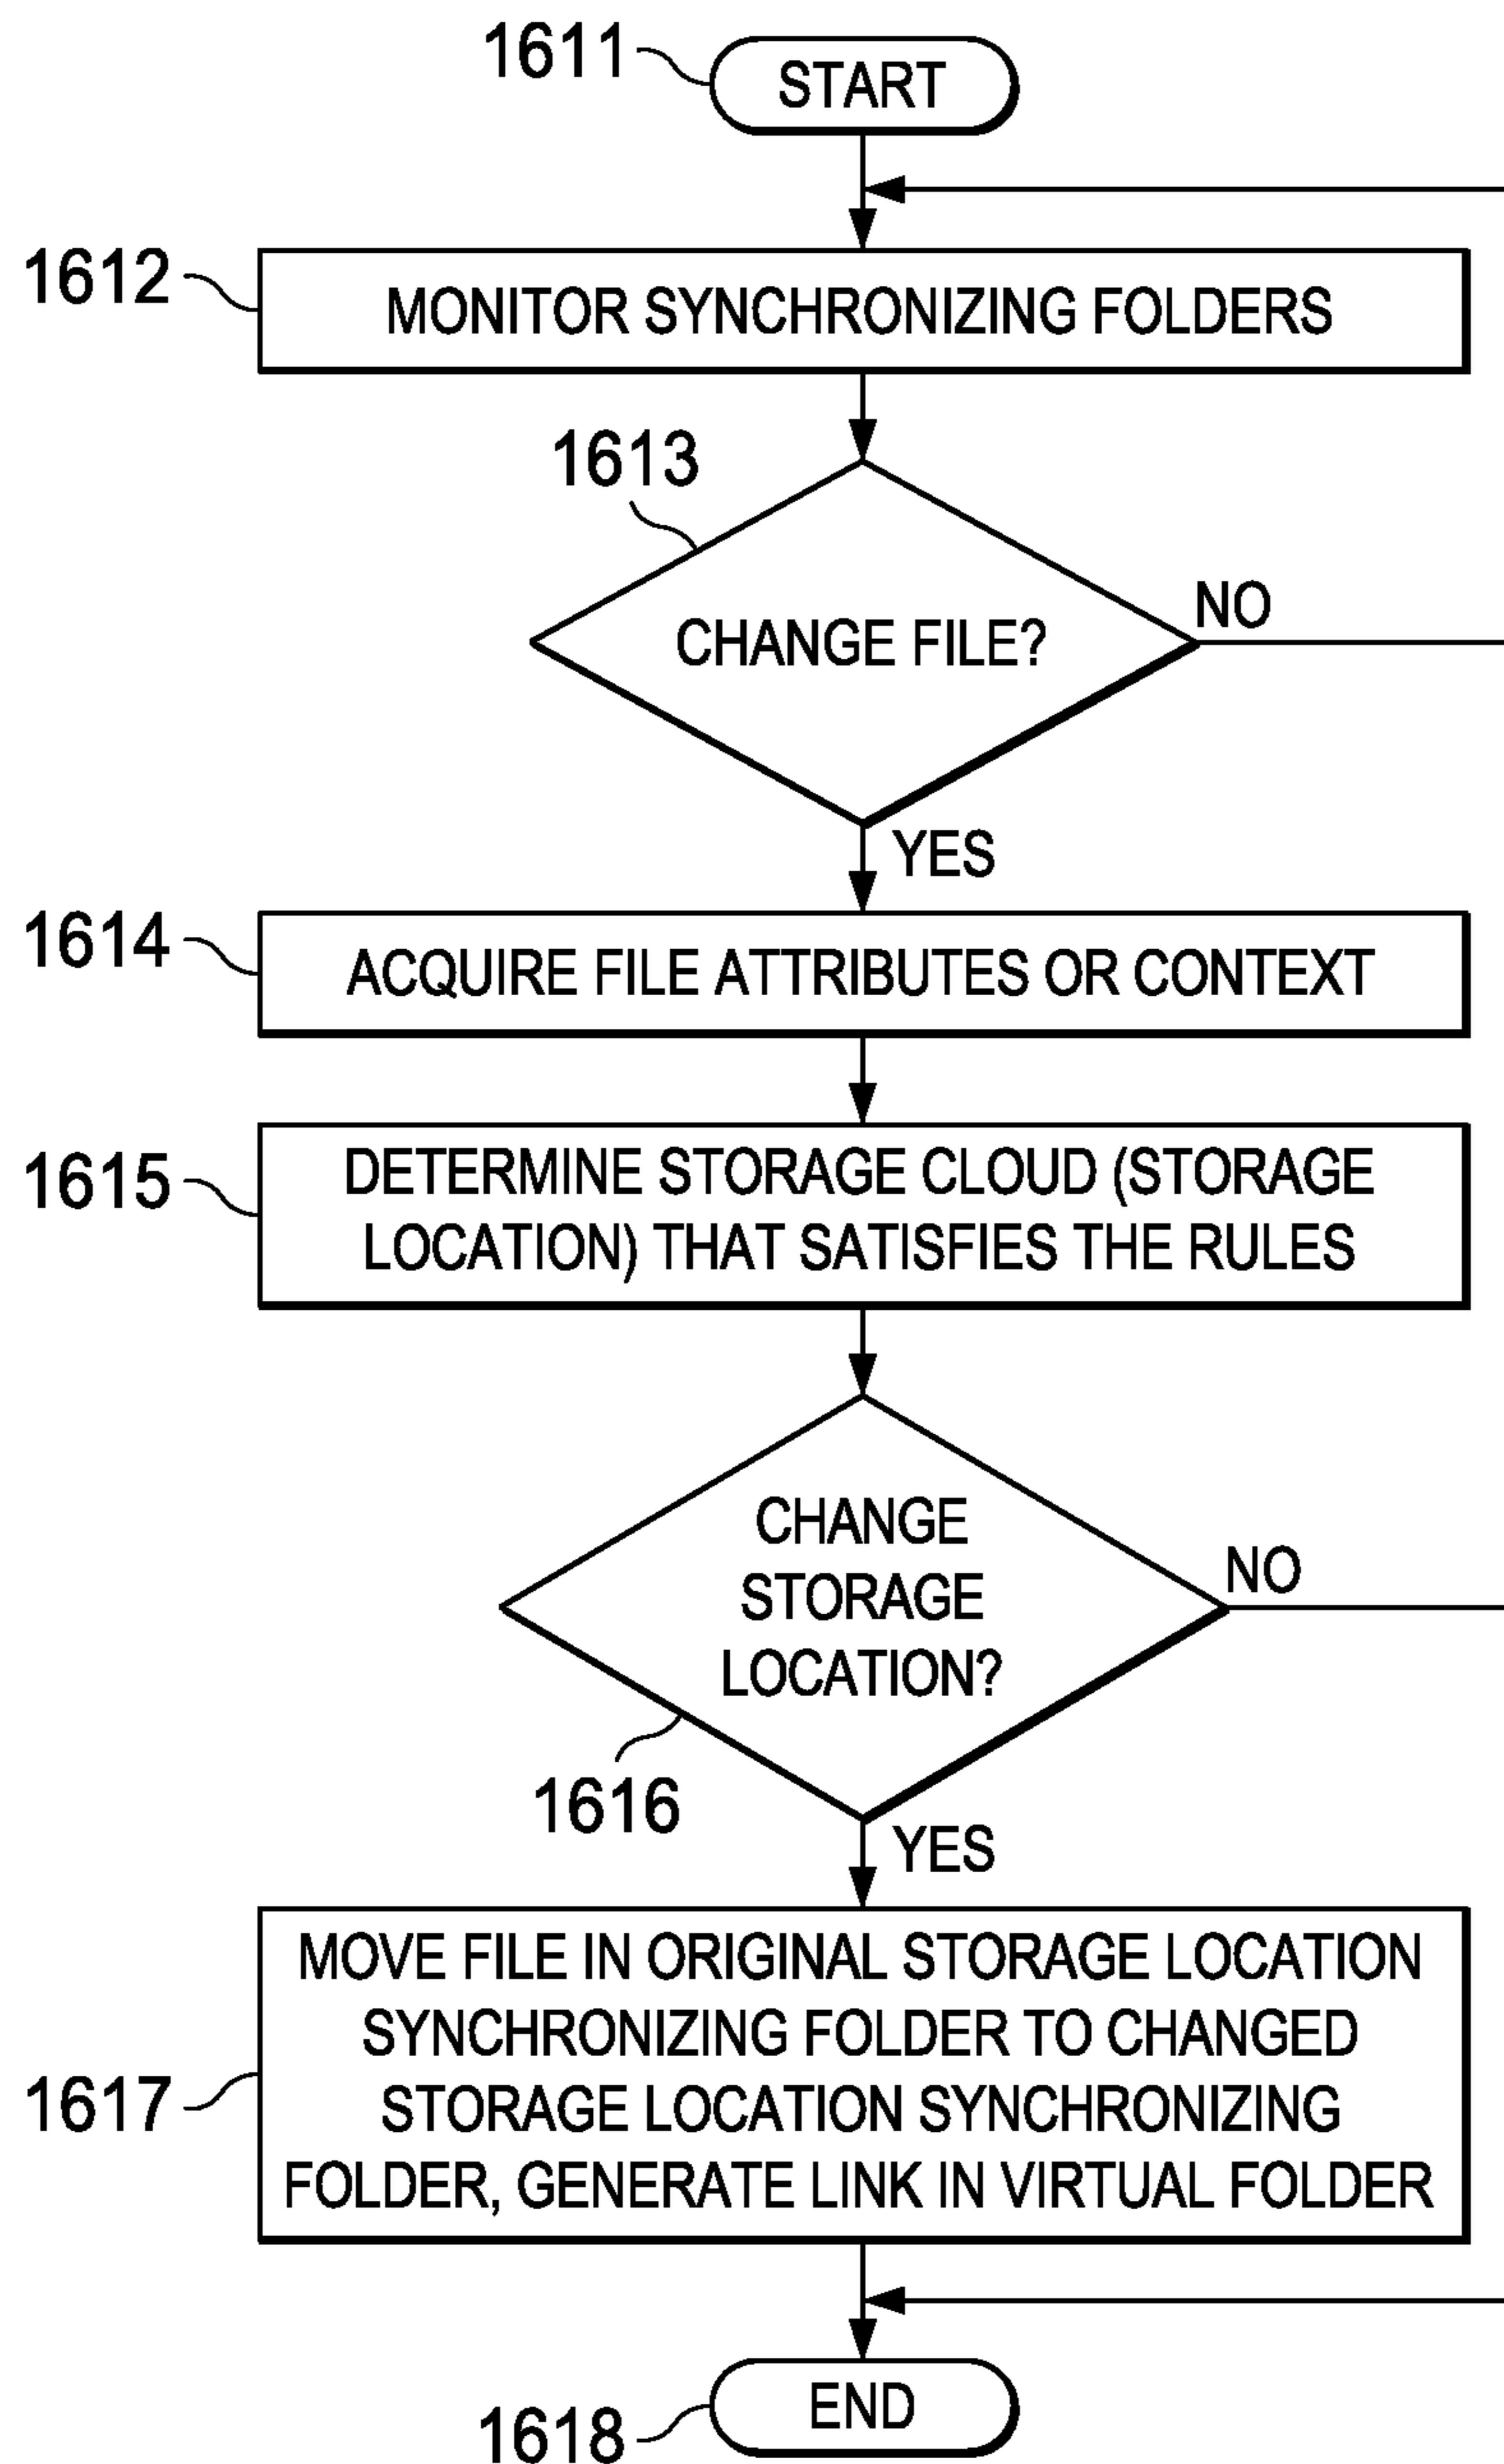 1611
START
1612
MONITOR SYNCHRONIZING FOLDERS
1613
CHANGE FILE?
NO
YES
1614
ACQUIRE FILE ATTRIBUTES OR CONTEXT
1615
DETERMINE STORAGE CLOUD (STORAGE
LOCATION) THAT SATISFIES THE RULES
CHANGE
STORAGE
LOCATION?
NO
1616
YES
1617
MOVE FILE IN ORIGINAL STORAGE LOCATION
SYNCHRONIZING FOLDER TO CHANGED
STORAGE LOCATION SYNCHRONIZING
FOLDER, GENERATE LINK IN VIRTUAL FOLDER
1618
END